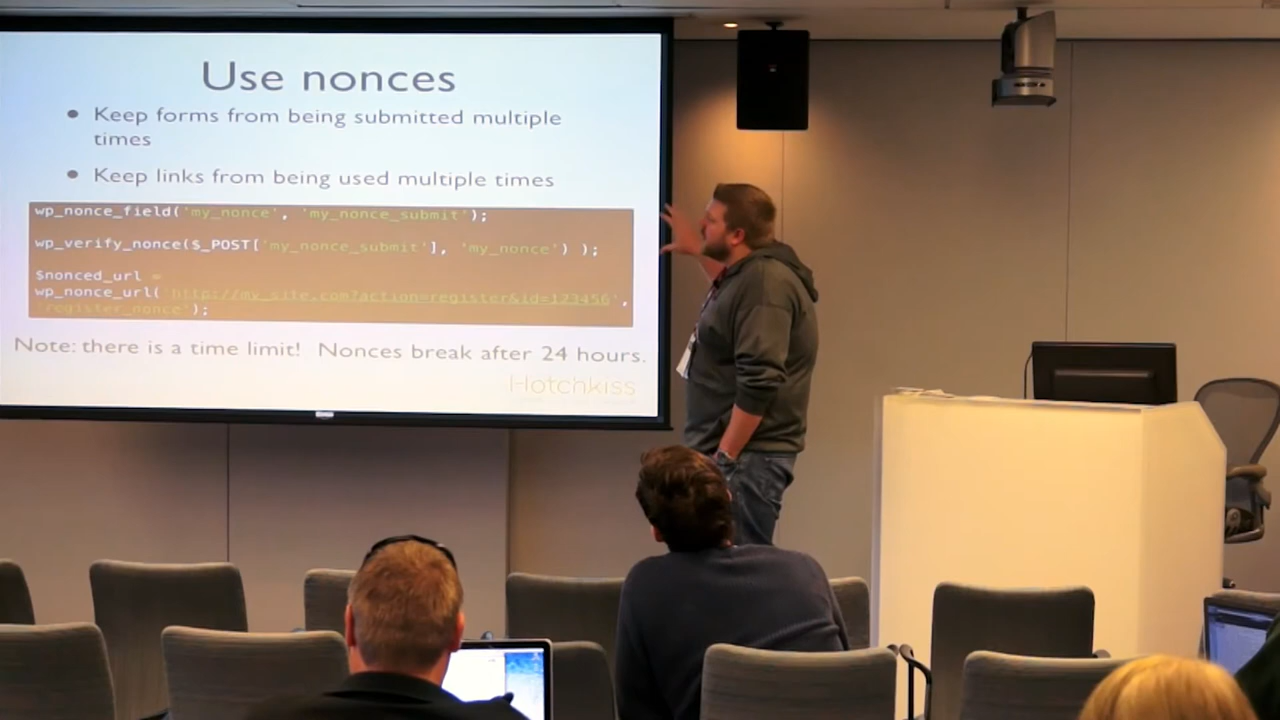 Use nonces
• Keep forms from being submitted multiple
times
• Keep links from being used multiple times
wp_nonce_field('my_nonce', 'my_nonce_submit');
wp_verify_nonce($_POST['my_nonce_submit'], 'my_nonce') );
$nonced_url =
wp_nonce_url('http://my_site.com?action=register&id=123456',
'register_nonce');
Note: there is a time limit! Nonces break after 24 hours.
Hotchkiss